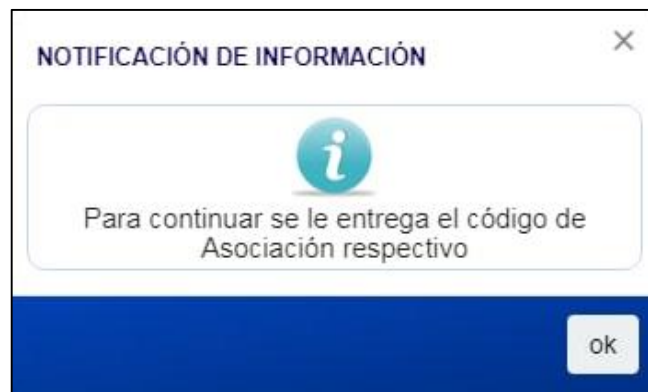 NOTIFICACIÓN DE INFORMACIÓN
Para continuar se le entrega el código de
Asociación respectivo
ok